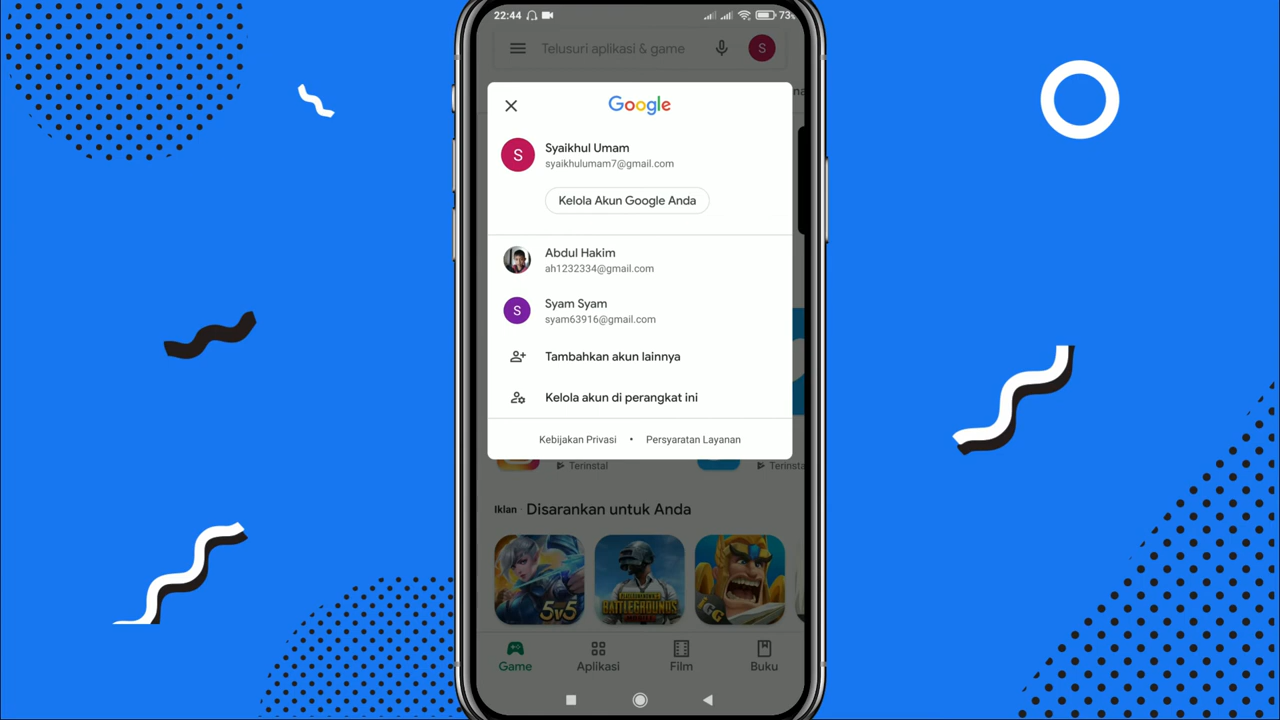 22:44
73%
Telusuri aplikasi & game
S
Google
S
Syaikhul Umam
syaikhulumam7@gmail.com
Kelola Akun Google Anda
Abdul Hakim
ah1232334@gmail.com
S
Syam Syam
syam63916@gmail.com
Tambahkan akun lainnya
Kelola akun di perangkat ini
Kebijakan Privasi • Persyaratan Layanan
Terinstal
Terinsta
Iklan · Disarankan untuk Anda
5v5
BATTLEGROUNDS
IGG
Game
Aplikasi
Film
Buku